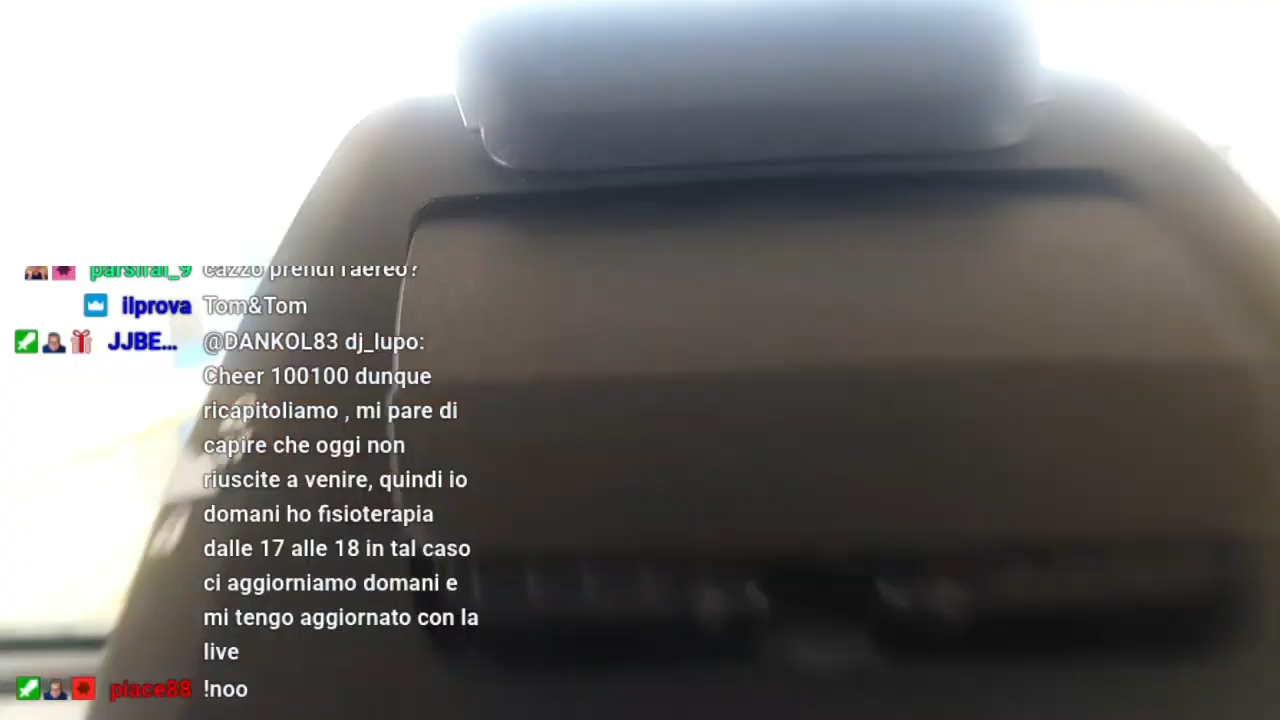 parsifal_9 cazzo prendi l'aereo?
ilprova Tom&Tom
JJBE... @DANKOL83 dj_lupo:
Cheer 100100 dunque
ricapitoliamo , mi pare di
capire che oggi non
riuscite a venire, quindi io
domani ho fisioterapia
dalle 17 alle 18 in tal caso
ci aggiorniamo domani e
mi tengo aggiornato con la
live
piace88 !noo